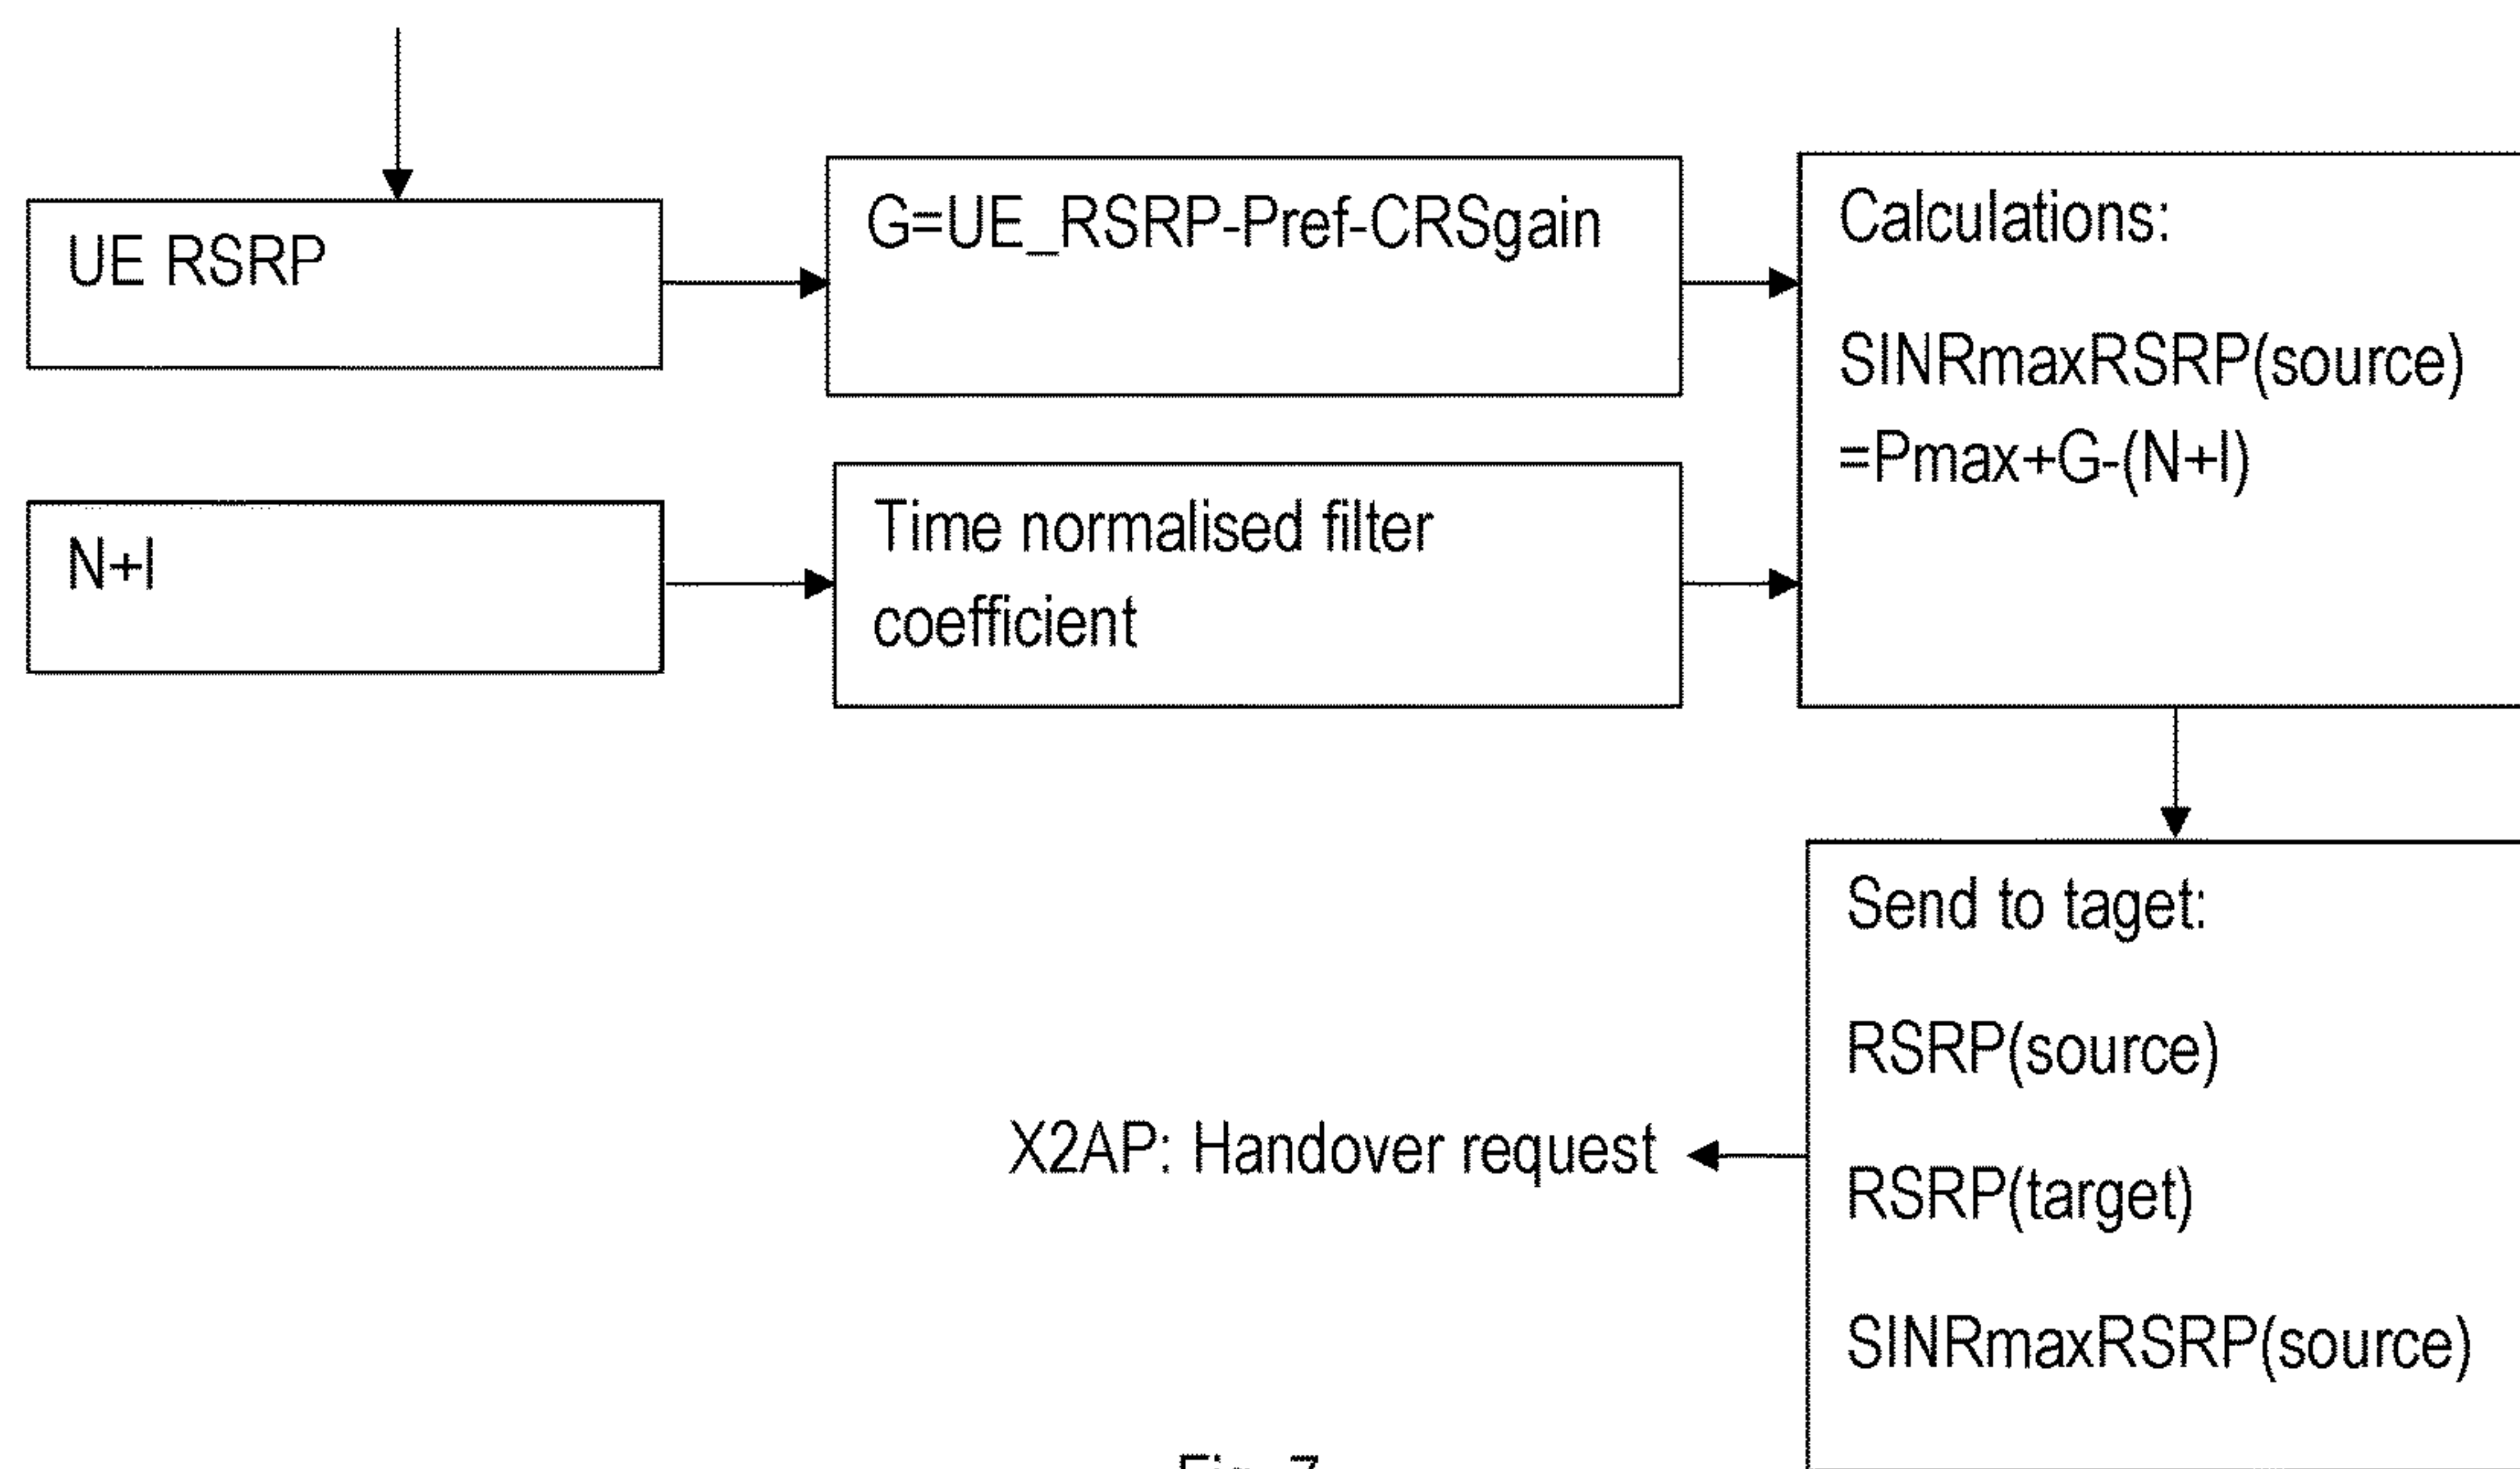 UE RSRP
G=UE_RSRP-Pref-CRSgain
Calculations:
SINRmaxRSRP(source)
=Pmax+G-(N+I)
N+I
Time normalised filter
coefficient
Send to taget:
RSRP(source)
RSRP(target)
SINRmaxRSRP(source)
X2AP: Handover request